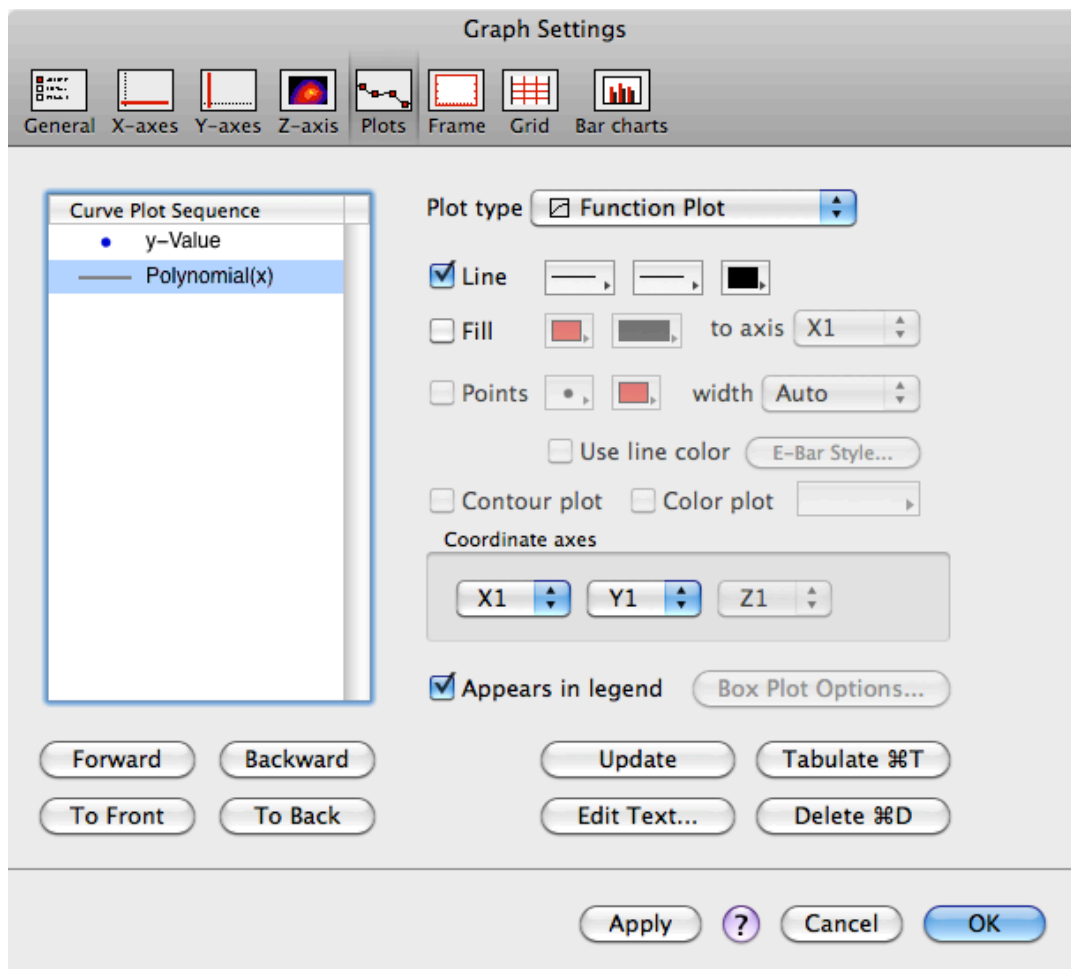 Graph Settings
General X-axes Y-axes Z-axis Plots Frame Grid Bar charts
Curve Plot Sequence
y-Value
Polynomial(x)
Plot type Function Plot
Line
Fill to axis X1
Points width Auto
Use line color E-Bar Style...
Contour plot Color plot
Coordinate axes
X1 Y1 Z1
Appears in legend Box Plot Options...
Forward Backward Update Tabulate ⌘T
To Front To Back Edit Text... Delete ⌘D
Apply ? Cancel OK